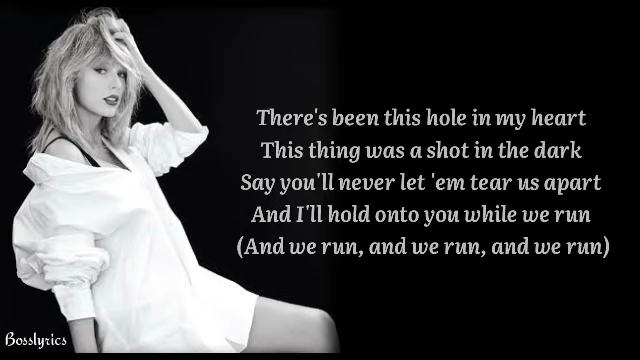 There's been this hole in my heart
This thing was a shot in the dark
Say you'll never let 'em tear us apart
And I'll hold onto you while we run
(And we run, and we run, and we run)
Bosslyrics